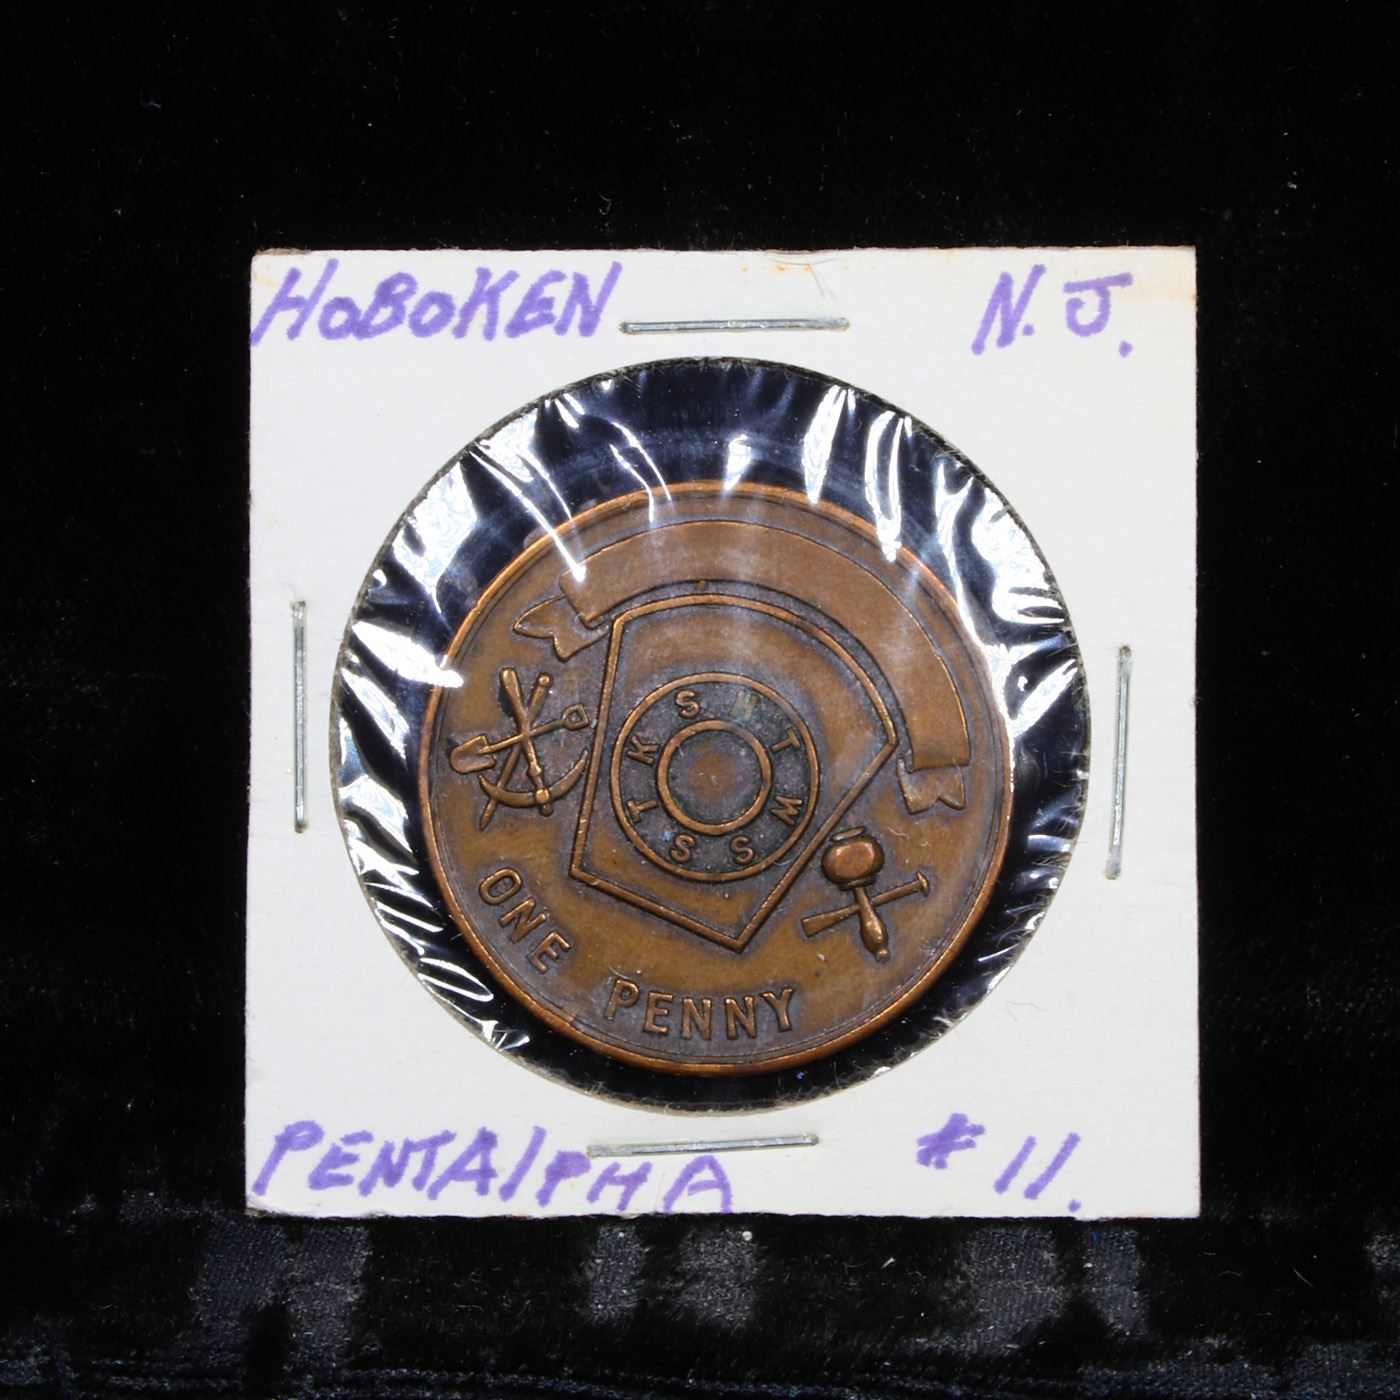 HOBOKEN N.J.
S H T W S S T K
ONE PENNY
PENTAlPHA #11.